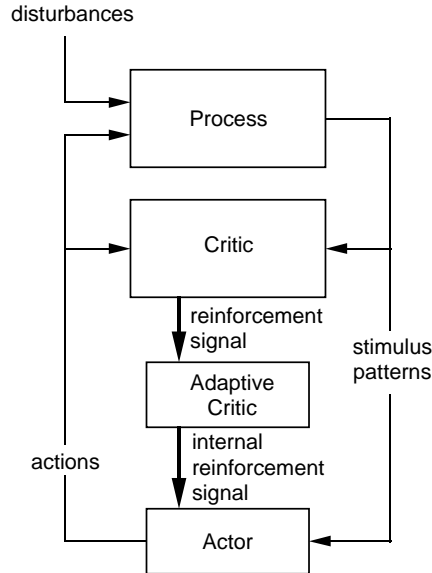 disturbances
Process
Critic
reinforcement
signal
stimulus
patterns
Adaptive
Critic
internal
reinforcement
signal
actions
Actor